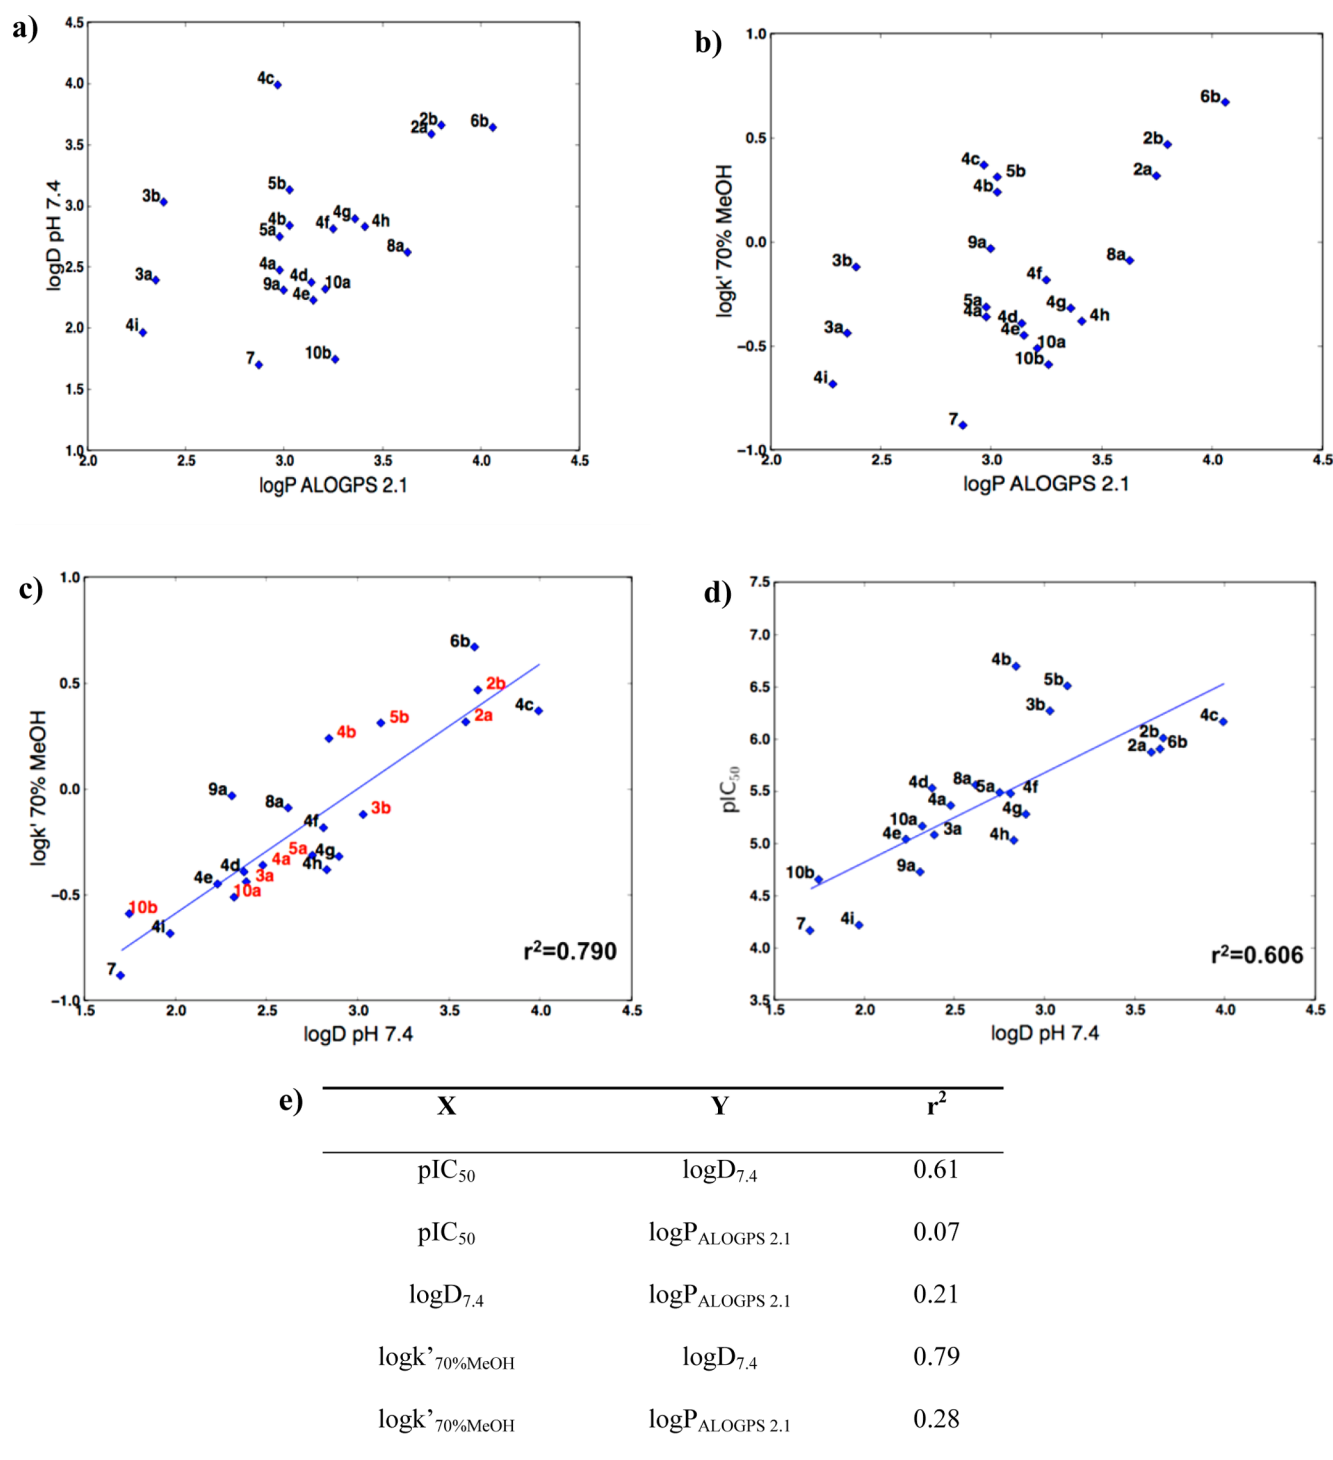 a)
4.5
4.0
3.5
3.0
2.5
2.0
1.5
1.0
logD pH 7.4
4c
2b
2a
6b
5b
3b
4b
5a
4f
4g
4h
8a
4a
3a
9a
4d
10a
4e
4i
7
10b
2.0 2.5 3.0 3.5 4.0 4.5
logP ALOGPS 2.1
b)
1.0
0.5
0.0
−0.5
−1.0
logk' 70% MeOH
6b
2b
2a
4c
5b
4b
9a
8a
3b
4f
5a
4a
4g
4h
4d
4e
3a
10a
10b
4i
7
2.0 2.5 3.0 3.5 4.0 4.5
logP ALOGPS 2.1
c)
1.0
0.5
0.0
−0.5
−1.0
logk' 70% MeOH
6b
2b
4c
2a
5b
4b
9a
8a
3b
4f
5a
4g
4a
4h
4d
3a
4e
10a
10b
4i
7
r²=0.790
1.5 2.0 2.5 3.0 3.5 4.0 4.5
logD pH 7.4
d)
7.5
7.0
6.5
6.0
5.5
5.0
4.5
4.0
3.5
pIC₅₀
4b
5b
3b
4c
2b
2a
6b
4d
8a
5a
4f
4a
4g
10a
3a
4e
4h
9a
10b
4i
7
r²=0.606
1.5 2.0 2.5 3.0 3.5 4.0 4.5
logD pH 7.4
e)
X Y r²
pIC₅₀ logD₇.₄ 0.61
pIC₅₀ logP ALOGPS 2.1 0.07
logD₇.₄ logP ALOGPS 2.1 0.21
logk’70%MeOH logD₇.₄ 0.79
logk’70%MeOH logP ALOGPS 2.1 0.28